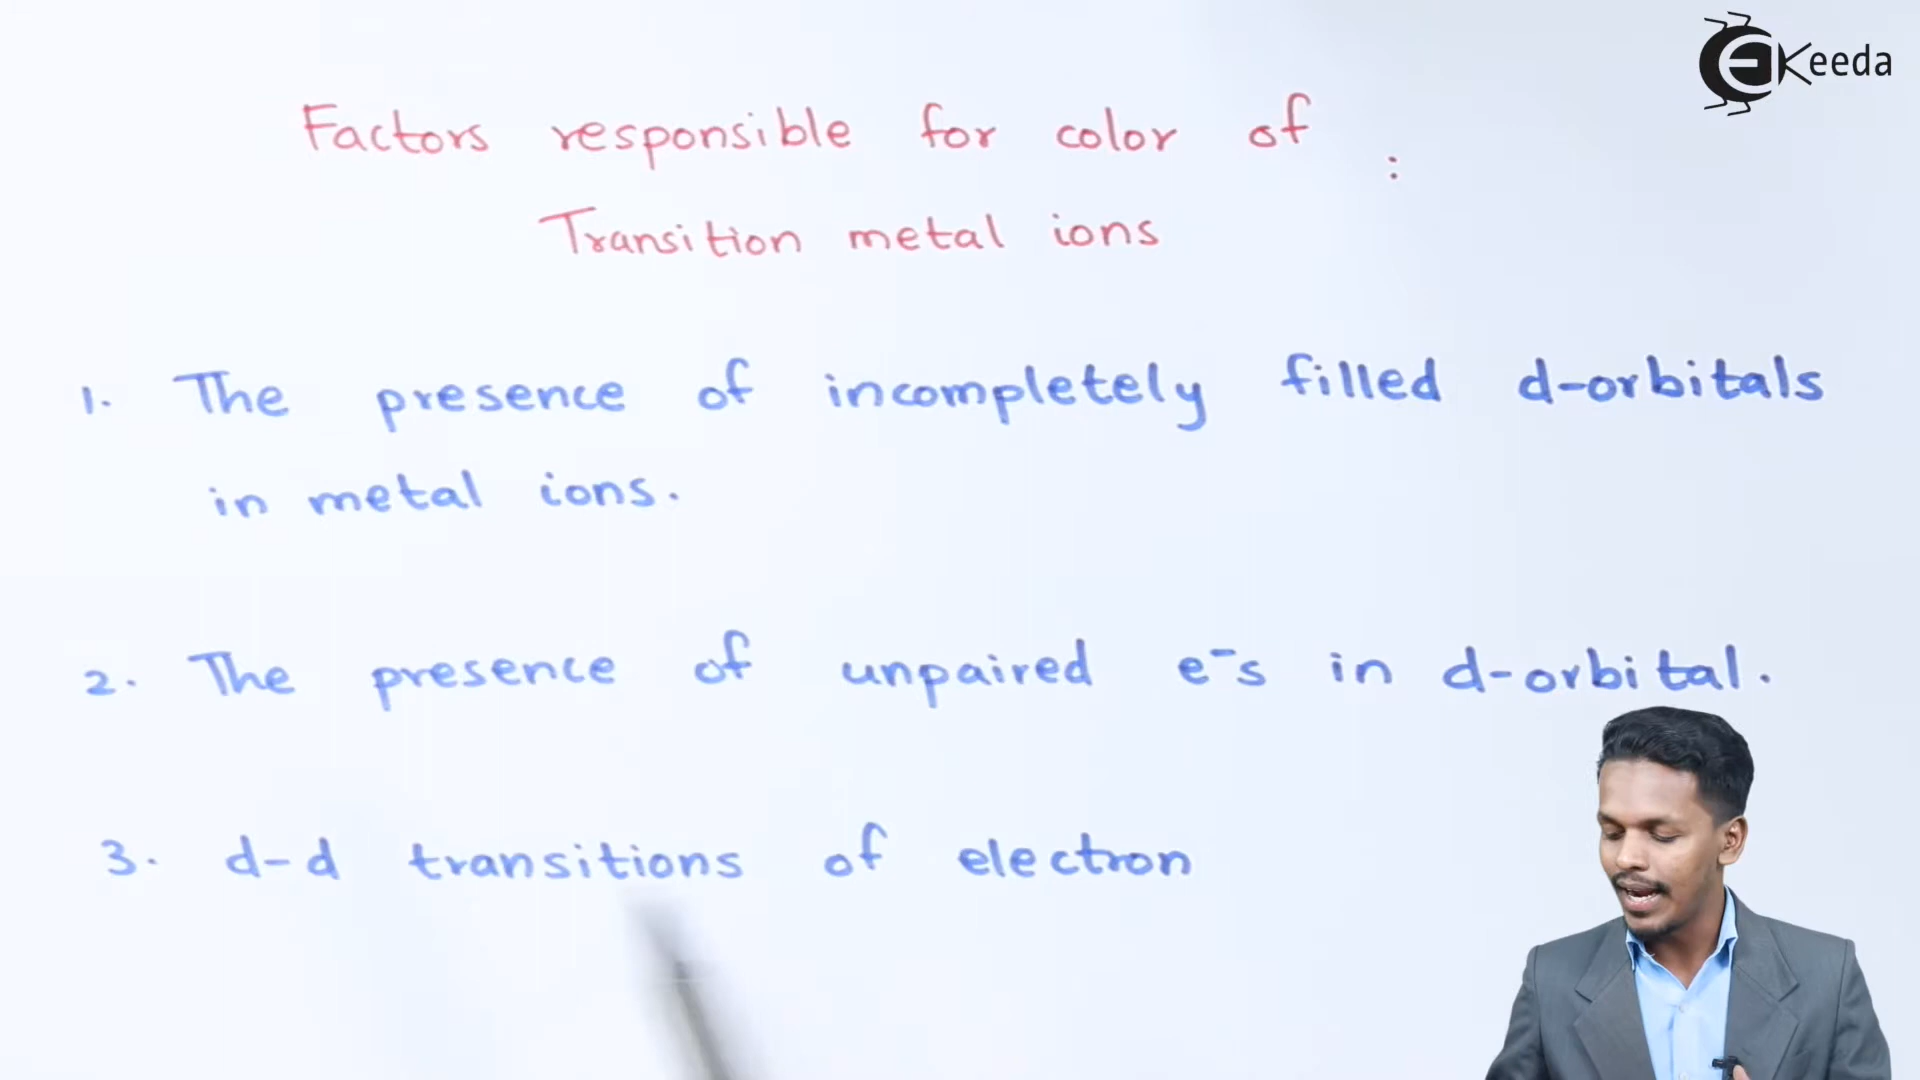 Keeda
Factors responsible for color of :
Transition metal ions
1. The presence of incompletely filled d-orbitals
in metal ions.
2. The presence of unpaired e⁻s in d-orbital.
3. d-d transitions of electron